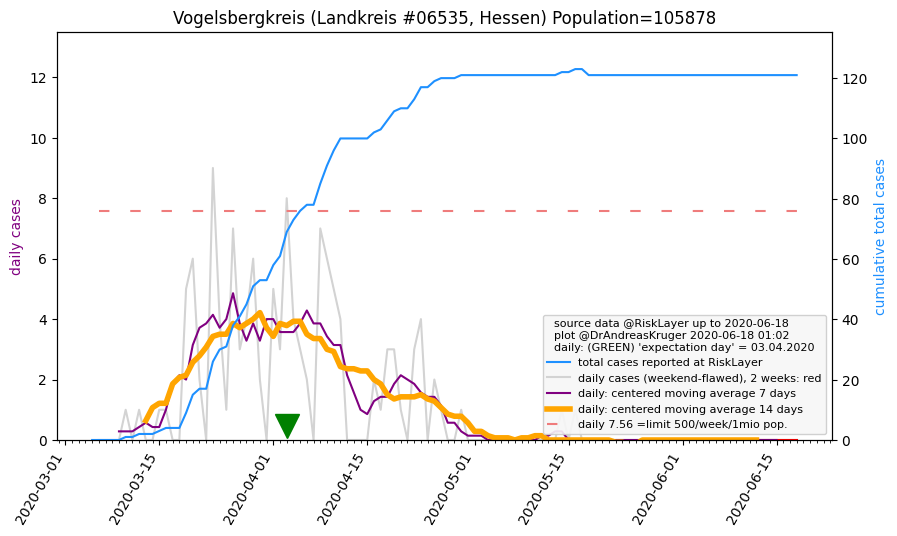 Vogelsbergkreis (Landkreis #06535, Hessen) Population=105878
daily cases
12
10
8
6
4
2
0
120
100
80
60
40
20
0
cumulative total cases
source data @RiskLayer up to 2020-06-18
plot @DrAndreasKruger 2020-06-18 01:02
daily: (GREEN) 'expectation day' = 03.04.2020
total cases reported at RiskLayer
daily cases (weekend-flawed), 2 weeks: red
daily: centered moving average 7 days
daily: centered moving average 14 days
daily 7.56 =limit 500/week/1mio pop.
2020-03-01
2020-03-15
2020-04-01
2020-04-15
2020-05-01
2020-05-15
2020-06-01
2020-06-15